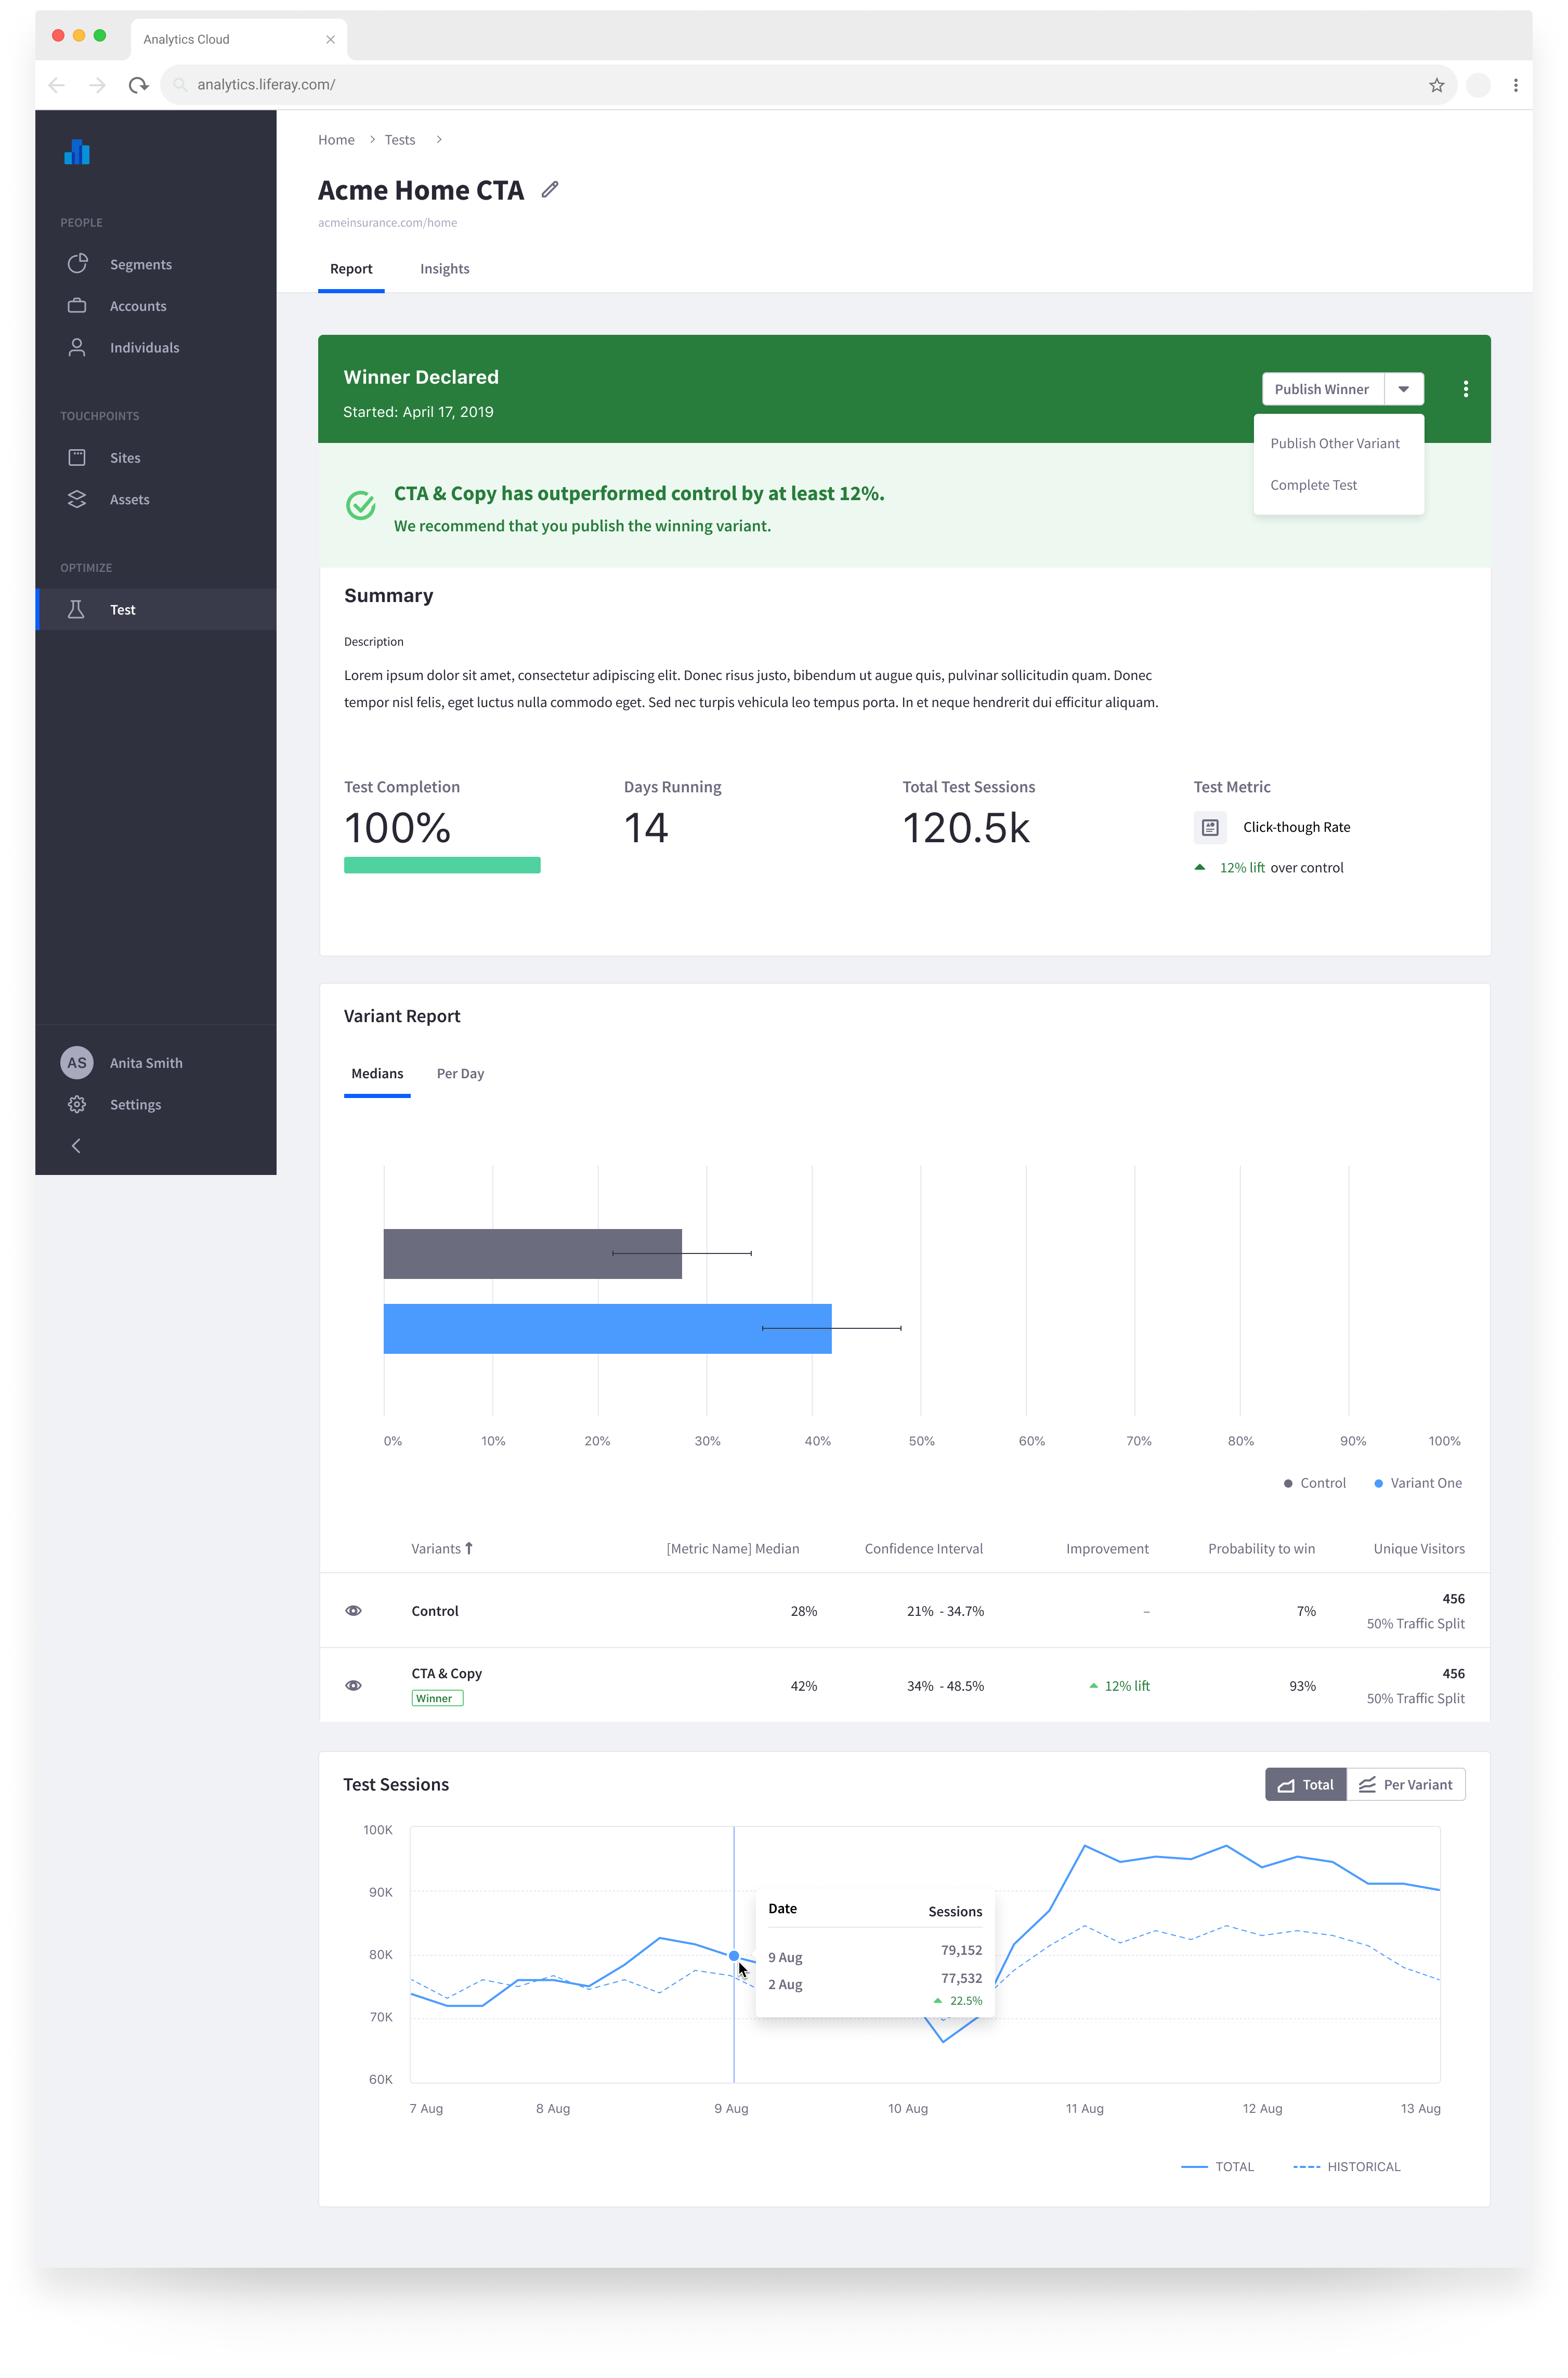 Analytics Cloud
analytics.liferay.com/
Home
Tests
Acme Home CTA
acmeinsurance.com/home
Report
Insights
PEOPLE
Segments
Accounts
Individuals
TOUCHPOINTS
Sites
Assets
OPTIMIZE
Test
AS
Anita Smith
Settings
Winner Declared
Started: April 17, 2019
Publish Winner
Publish Other Variant
Complete Test
CTA & Copy has outperformed control by at least 12%.
We recommend that you publish the winning variant.
Summary
Description
Lorem ipsum dolor sit amet, consectetur adipiscing elit. Donec risus justo, bibendum ut augue quis, pulvinar sollicitudin quam. Donec
tempor nisl felis, eget luctus nulla commodo eget. Sed nec turpis vehicula leo tempus porta. In et neque hendrerit dui efficitur aliquam.
Test Completion
100%
Days Running
14
Total Test Sessions
120.5k
Test Metric
Click-though Rate
12% lift over control
Variant Report
Medians
Per Day
0% 10% 20% 30% 40% 50% 60% 70% 80% 90% 100%
Control
Variant One
Variants [Metric Name] Median Confidence Interval Improvement Probability to win Unique Visitors
Control 28% 21% - 34.7% – 7% 456
50% Traffic Split
CTA & Copy
Winner
42% 34% - 48.5% 12% lift 93% 456
50% Traffic Split
Test Sessions
Total
Per Variant
100K
90K
80K
70K
60K
Date Sessions
9 Aug 79,152
2 Aug 77,532
22.5%
7 Aug 8 Aug 9 Aug 10 Aug 11 Aug 12 Aug 13 Aug
TOTAL
HISTORICAL